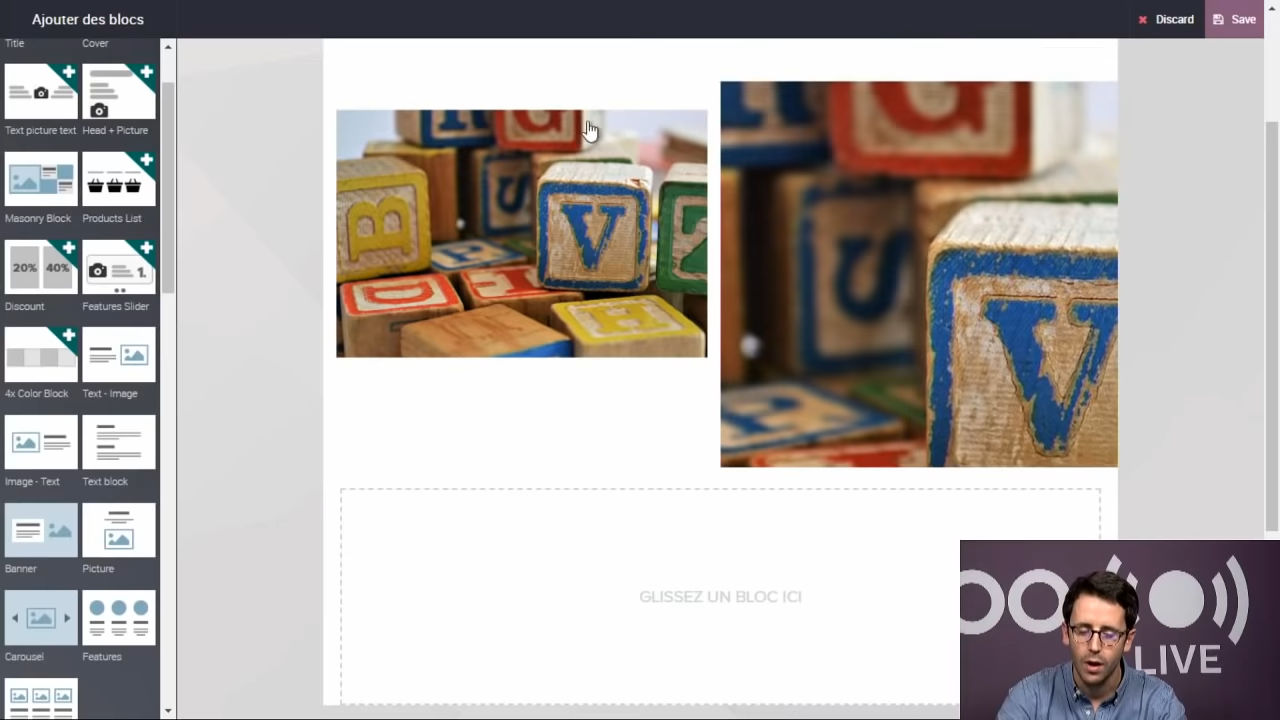 Ajouter des blocs
Discard
Save
Title
Cover
Text picture text
Head + Picture
Masonry Block
Products List
20%
40%
Discount
1.
Features Slider
4x Color Block
Text - Image
Image - Text
Text block
Banner
Picture
Carousel
Features
B
S
V
Z
P
D
H
S
V
P
GLISSEZ UN BLOC ICI
LIVE